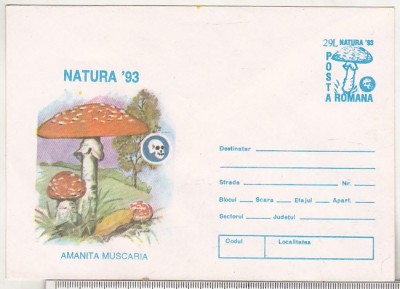 NATURA '93
AMANITA MUSCARIA
29L NATURA '93
POSTA ROMANA
Destinatar
Strada Nr.
Blocul Scara Etajul Apart.
Sectorul Județul
Codul Localitatea